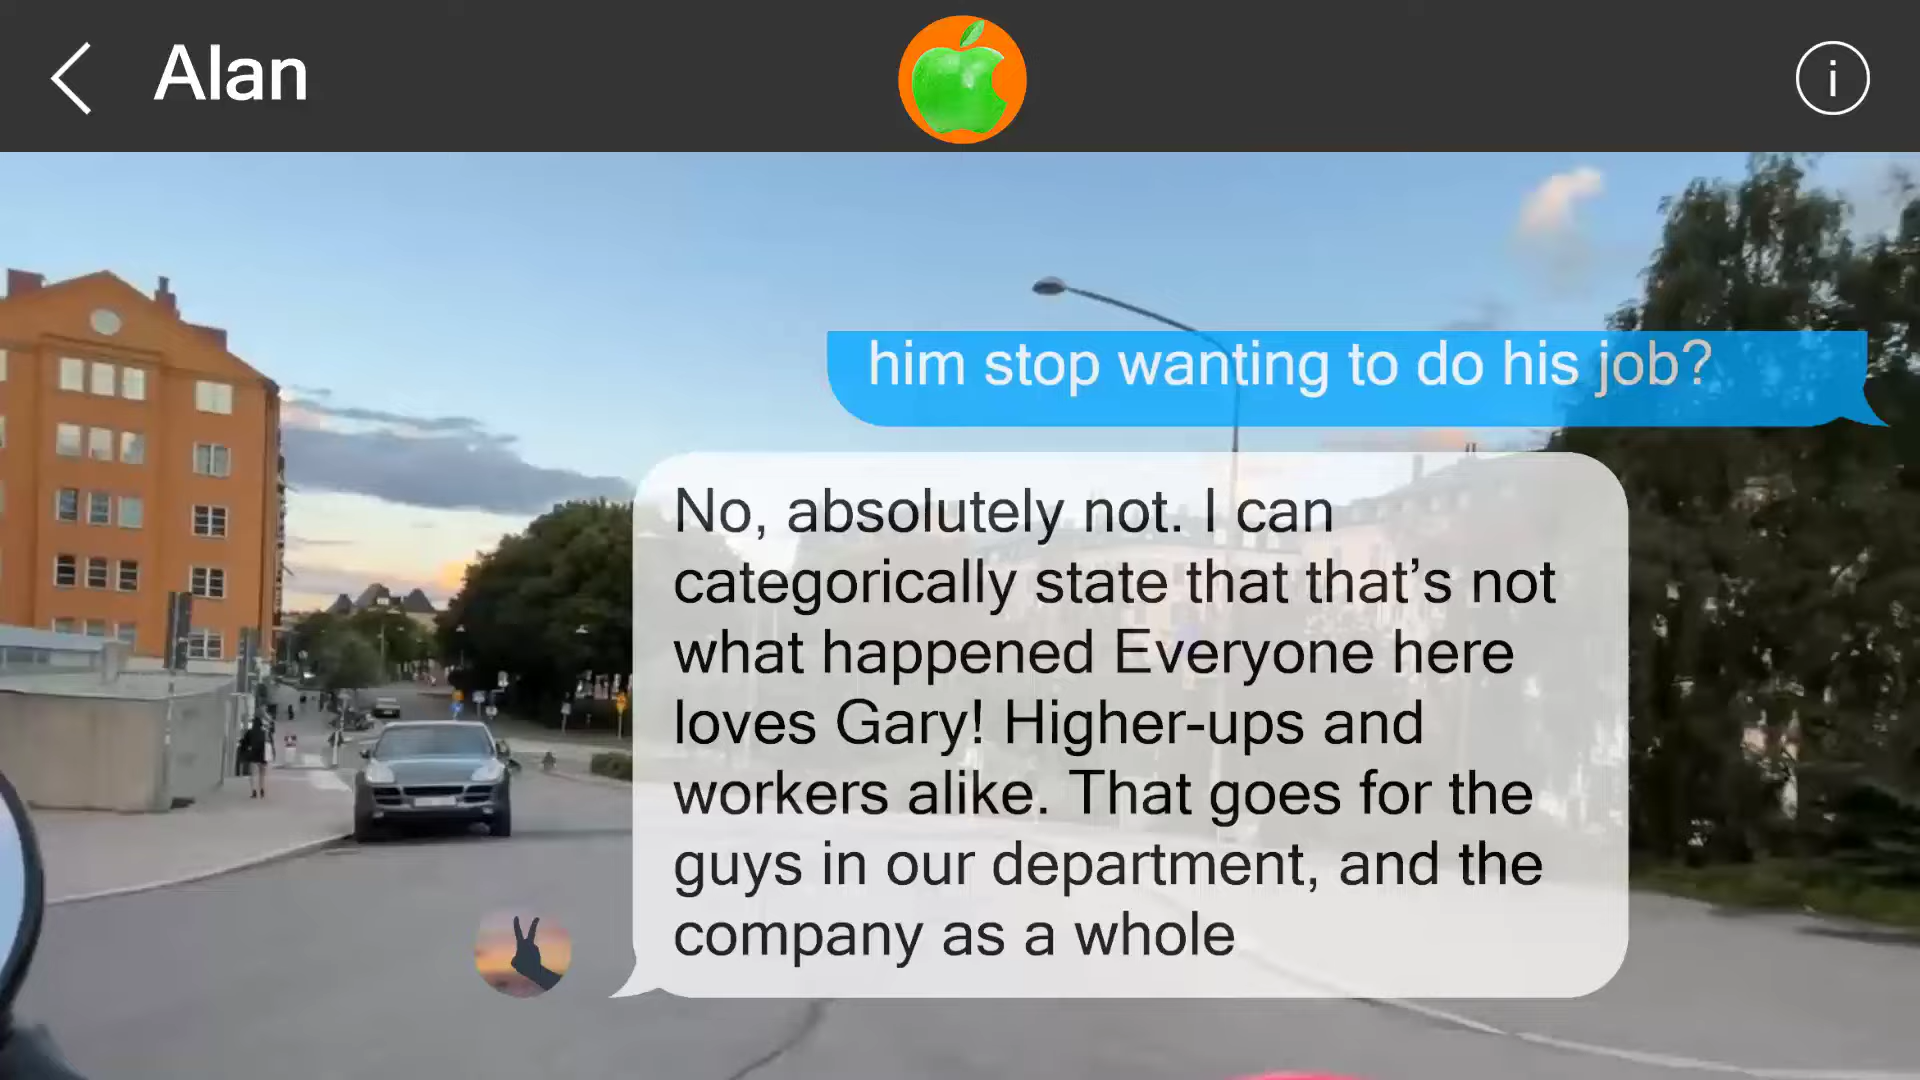 Alan
i
him stop wanting to do his job?
No, absolutely not. I can
categorically state that that’s not
what happened Everyone here
loves Gary! Higher-ups and
workers alike. That goes for the
guys in our department, and the
company as a whole